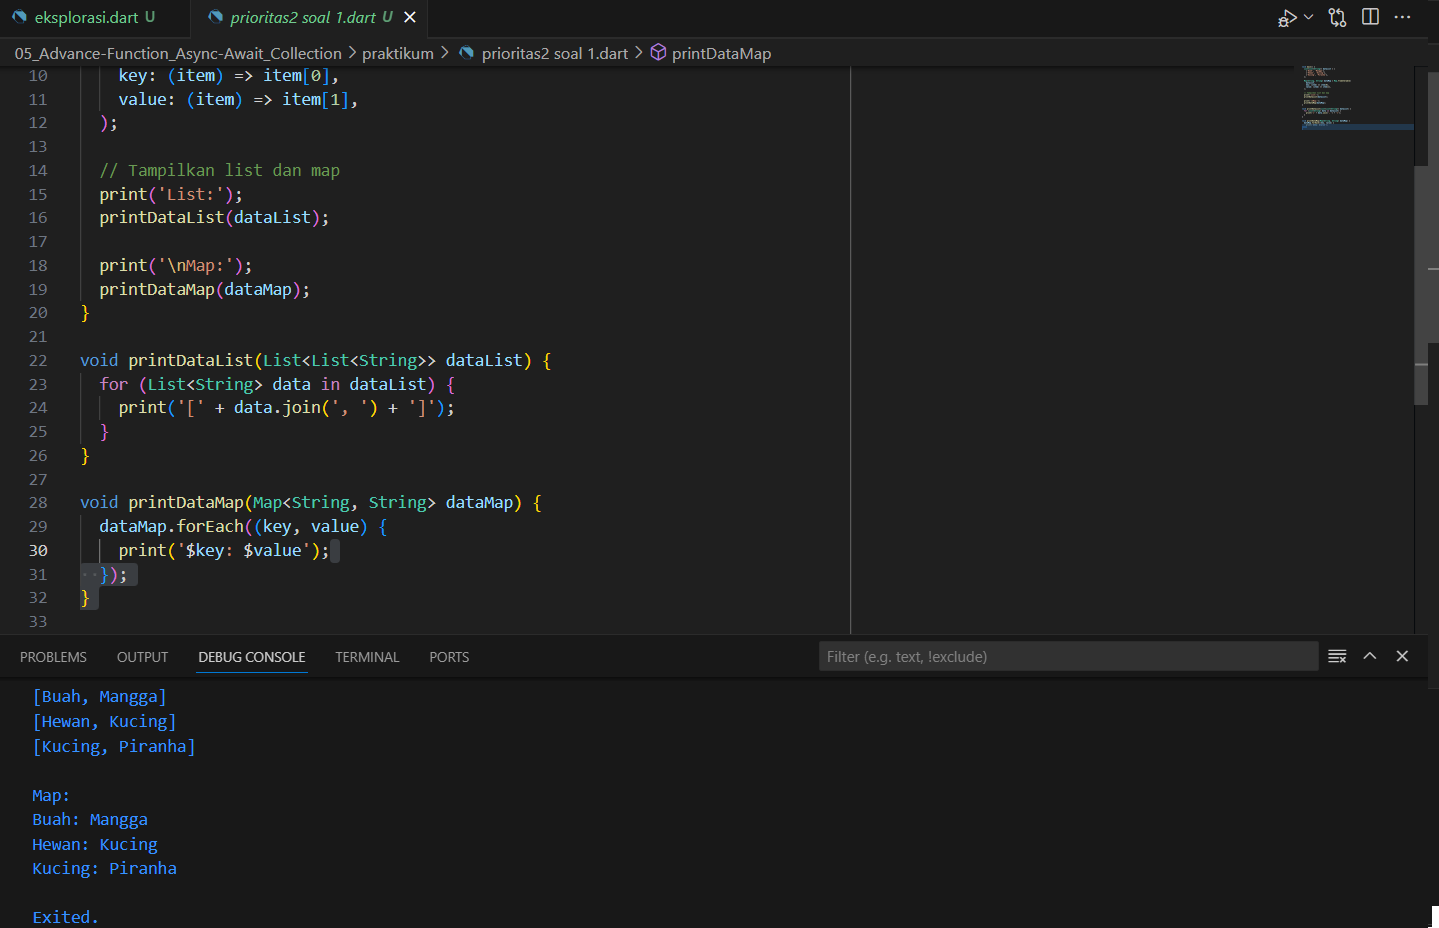 eksplorasi.dart U prioritas2 soal 1.dart U
05_Advance-Function_Async-Await_Collection > praktikum > prioritas2 soal 1.dart > printDataMap
10 key: (item) => item[0],
11 value: (item) => item[1],
12 );
13
14 // Tampilkan list dan map
15 print('List:');
16 printDataList(dataList);
17
18 print('\nMap:');
19 printDataMap(dataMap);
20 }
21
22 void printDataList(List<List<String>> dataList) {
23 for (List<String> data in dataList) {
24 print('[' + data.join(', ') + ']');
25 }
26 }
27
28 void printDataMap(Map<String, String> dataMap) {
29 dataMap.forEach((key, value) {
30 print('$key: $value');
31 });
32 }
33
PROBLEMS OUTPUT DEBUG CONSOLE TERMINAL PORTS Filter (e.g. text, !exclude)
[Buah, Mangga]
[Hewan, Kucing]
[Kucing, Piranha]
Map:
Buah: Mangga
Hewan: Kucing
Kucing: Piranha
Exited.